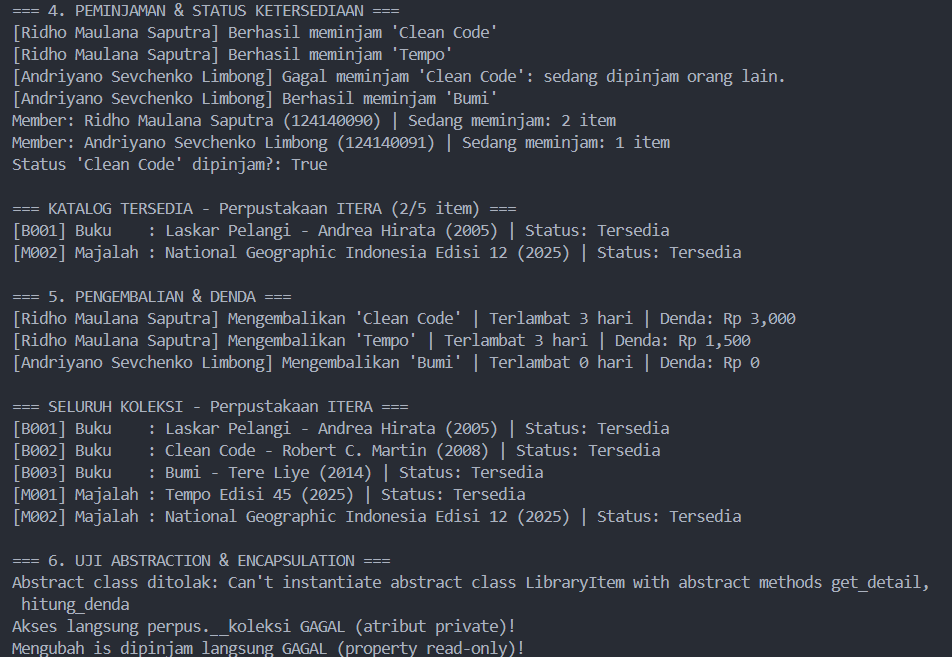 === 4. PEMINJAMAN & STATUS KETERSEDIAAN ===
[Ridho Maulana Saputra] Berhasil meminjam 'Clean Code'
[Ridho Maulana Saputra] Berhasil meminjam 'Tempo'
[Andriyano Sevchenko Limbong] Gagal meminjam 'Clean Code': sedang dipinjam orang lain.
[Andriyano Sevchenko Limbong] Berhasil meminjam 'Bumi'
Member: Ridho Maulana Saputra (124140090) | Sedang meminjam: 2 item
Member: Andriyano Sevchenko Limbong (124140091) | Sedang meminjam: 1 item
Status 'Clean Code' dipinjam?: True

=== KATALOG TERSEDIA - Perpustakaan ITERA (2/5 item) ===
[B001] Buku    : Laskar Pelangi - Andrea Hirata (2005) | Status: Tersedia
[M002] Majalah : National Geographic Indonesia Edisi 12 (2025) | Status: Tersedia

=== 5. PENGEMBALIAN & DENDA ===
[Ridho Maulana Saputra] Mengembalikan 'Clean Code' | Terlambat 3 hari | Denda: Rp 3,000
[Ridho Maulana Saputra] Mengembalikan 'Tempo' | Terlambat 3 hari | Denda: Rp 1,500
[Andriyano Sevchenko Limbong] Mengembalikan 'Bumi' | Terlambat 0 hari | Denda: Rp 0

=== SELURUH KOLEKSI - Perpustakaan ITERA ===
[B001] Buku    : Laskar Pelangi - Andrea Hirata (2005) | Status: Tersedia
[B002] Buku    : Clean Code - Robert C. Martin (2008) | Status: Tersedia
[B003] Buku    : Bumi - Tere Liye (2014) | Status: Tersedia
[M001] Majalah : Tempo Edisi 45 (2025) | Status: Tersedia
[M002] Majalah : National Geographic Indonesia Edisi 12 (2025) | Status: Tersedia

=== 6. UJI ABSTRACTION & ENCAPSULATION ===
Abstract class ditolak: Can't instantiate abstract class LibraryItem with abstract methods get_detail,
 hitung_denda
Akses langsung perpus.__koleksi GAGAL (atribut private)!
Mengubah is dipinjam langsung GAGAL (property read-only)!